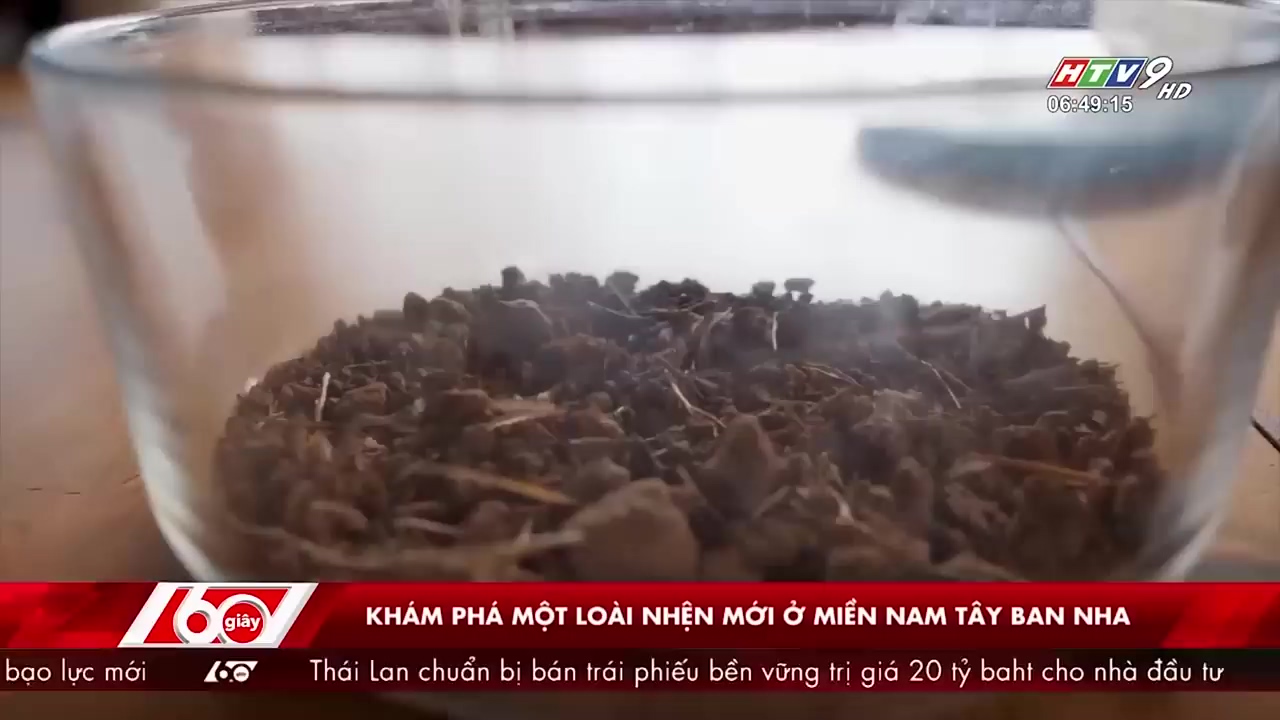 HTV9 HD
06:49:15
60 giây
KHÁM PHÁ MỘT LOÀI NHỆN MỚI Ở MIỀN NAM TÂY BAN NHA
bạo lực mới 60 Thái Lan chuẩn bị bán trái phiếu bền vững trị giá 20 tỷ baht cho nhà đầu tư